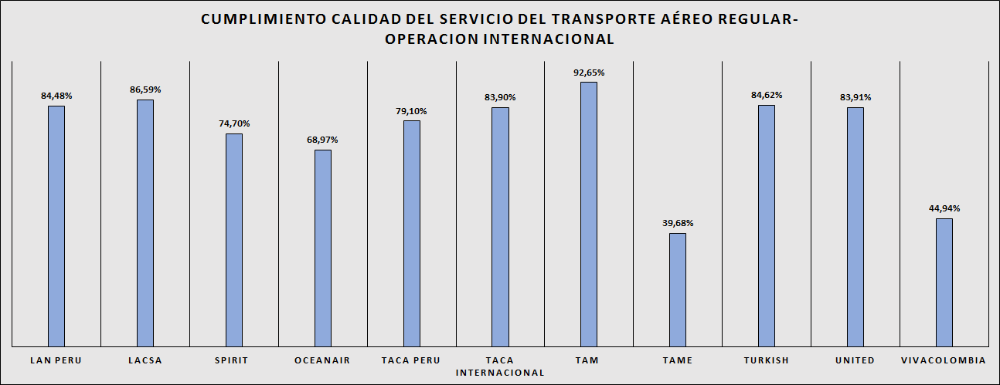 CUMPLIMIENTO CALIDAD DEL SERVICIO DEL TRANSPORTE AÉREO REGULAR-
OPERACION INTERNACIONAL
84,48%
86,59%
74,70%
68,97%
79,10%
83,90%
92,65%
39,68%
84,62%
83,91%
44,94%
LAN PERU
LACSA
SPIRIT
OCEANAIR
TACA PERU
TACA
INTERNACIONAL
TAM
TAME
TURKISH
UNITED
VIVACOLOMBIA